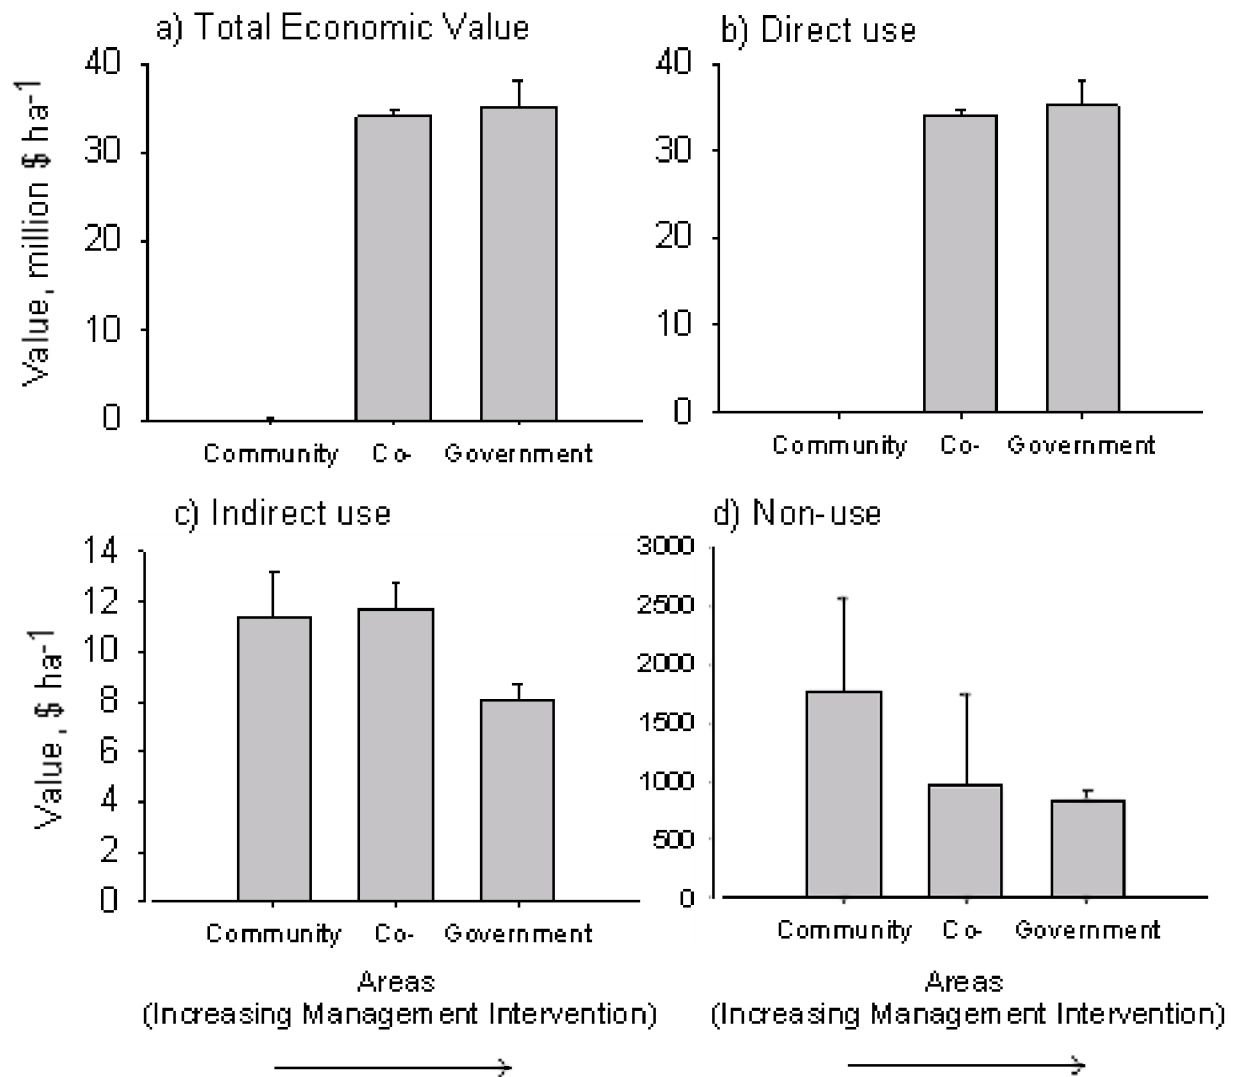 a) Total Economic Value
Value, million $ ha-1
40
30
20
10
0
Community Co- Government
b) Direct use
40
30
20
10
0
Community Co- Government
c) Indirect use
Value, $ ha-1
14
12
10
8
6
4
2
0
Community Co- Government
Areas
(Increasing Management Intervention)
d) Non-use
3000
2500
2000
1500
1000
500
0
Community Co- Government
Areas
(Increasing Management Intervention)